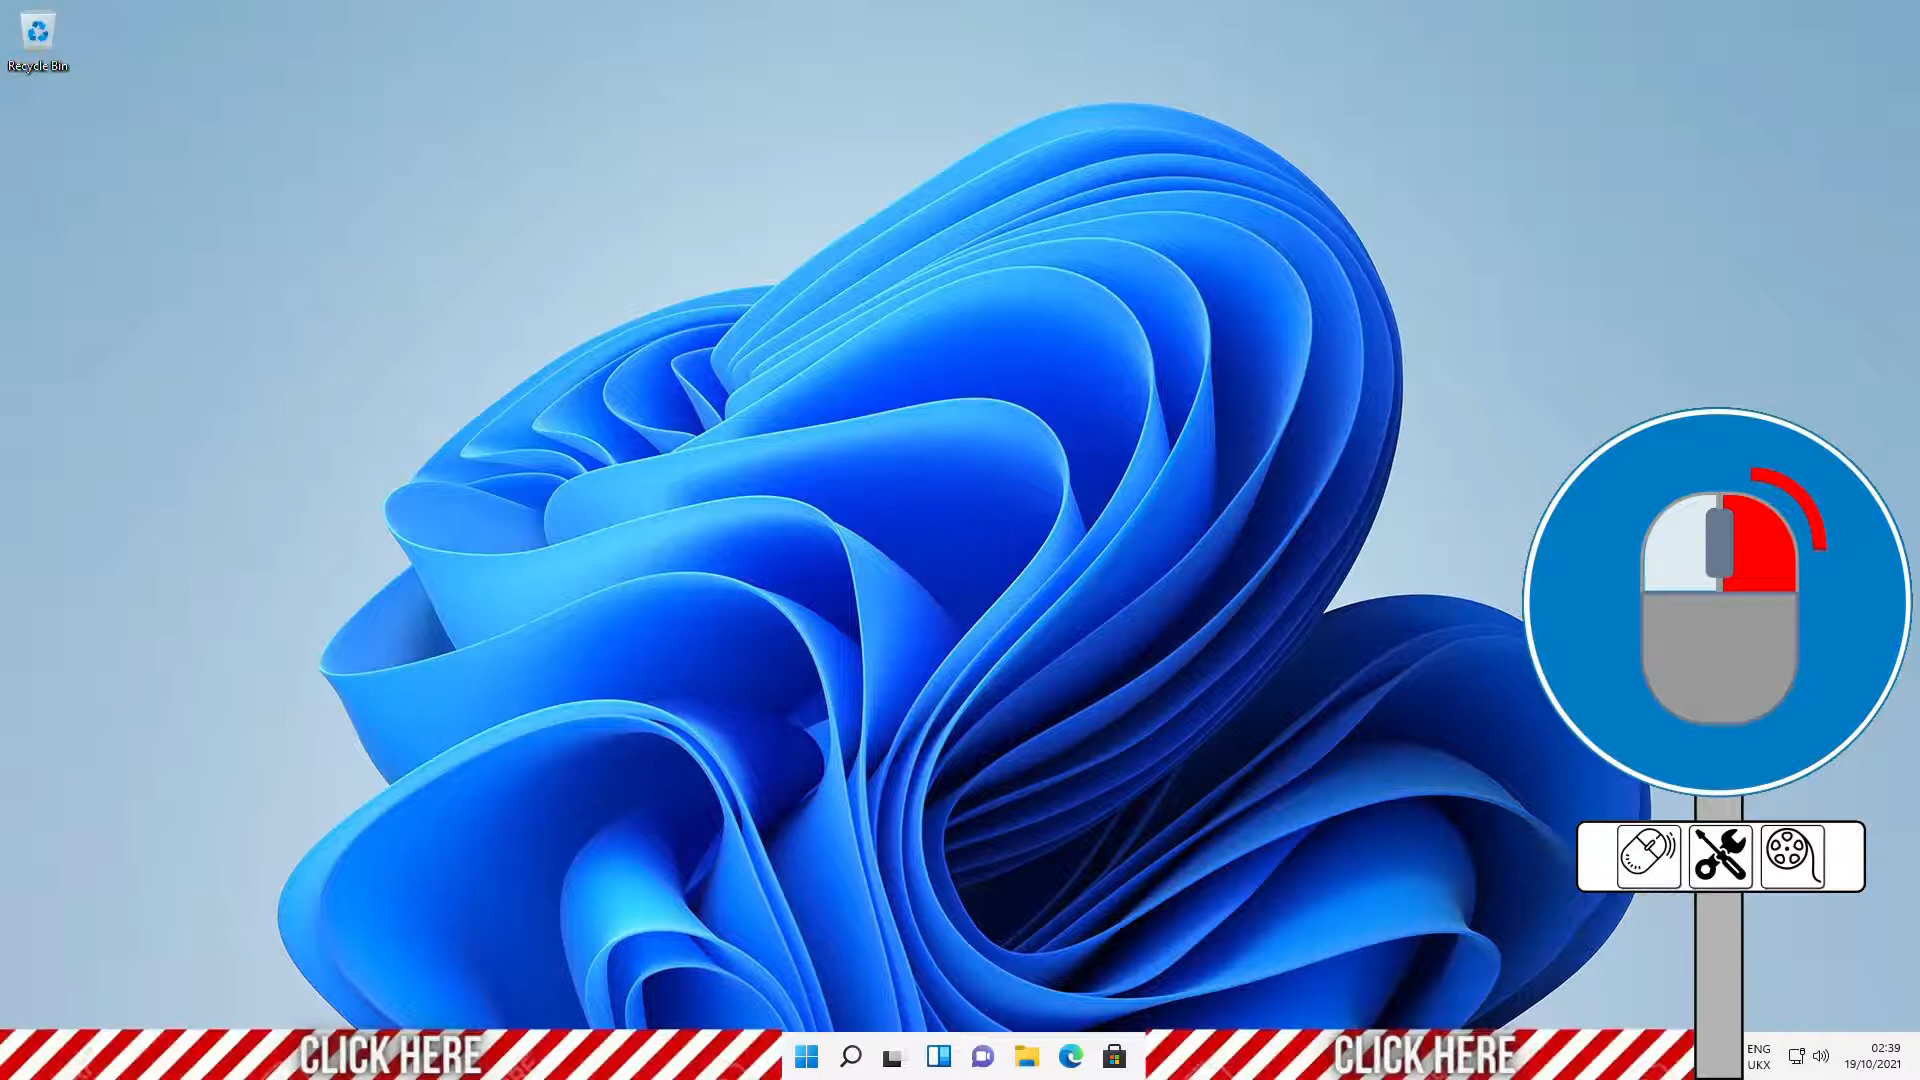 Recycle Bin
CLICK HERE
CLICK HERE
ENG
UKX
02:39
19/10/2021